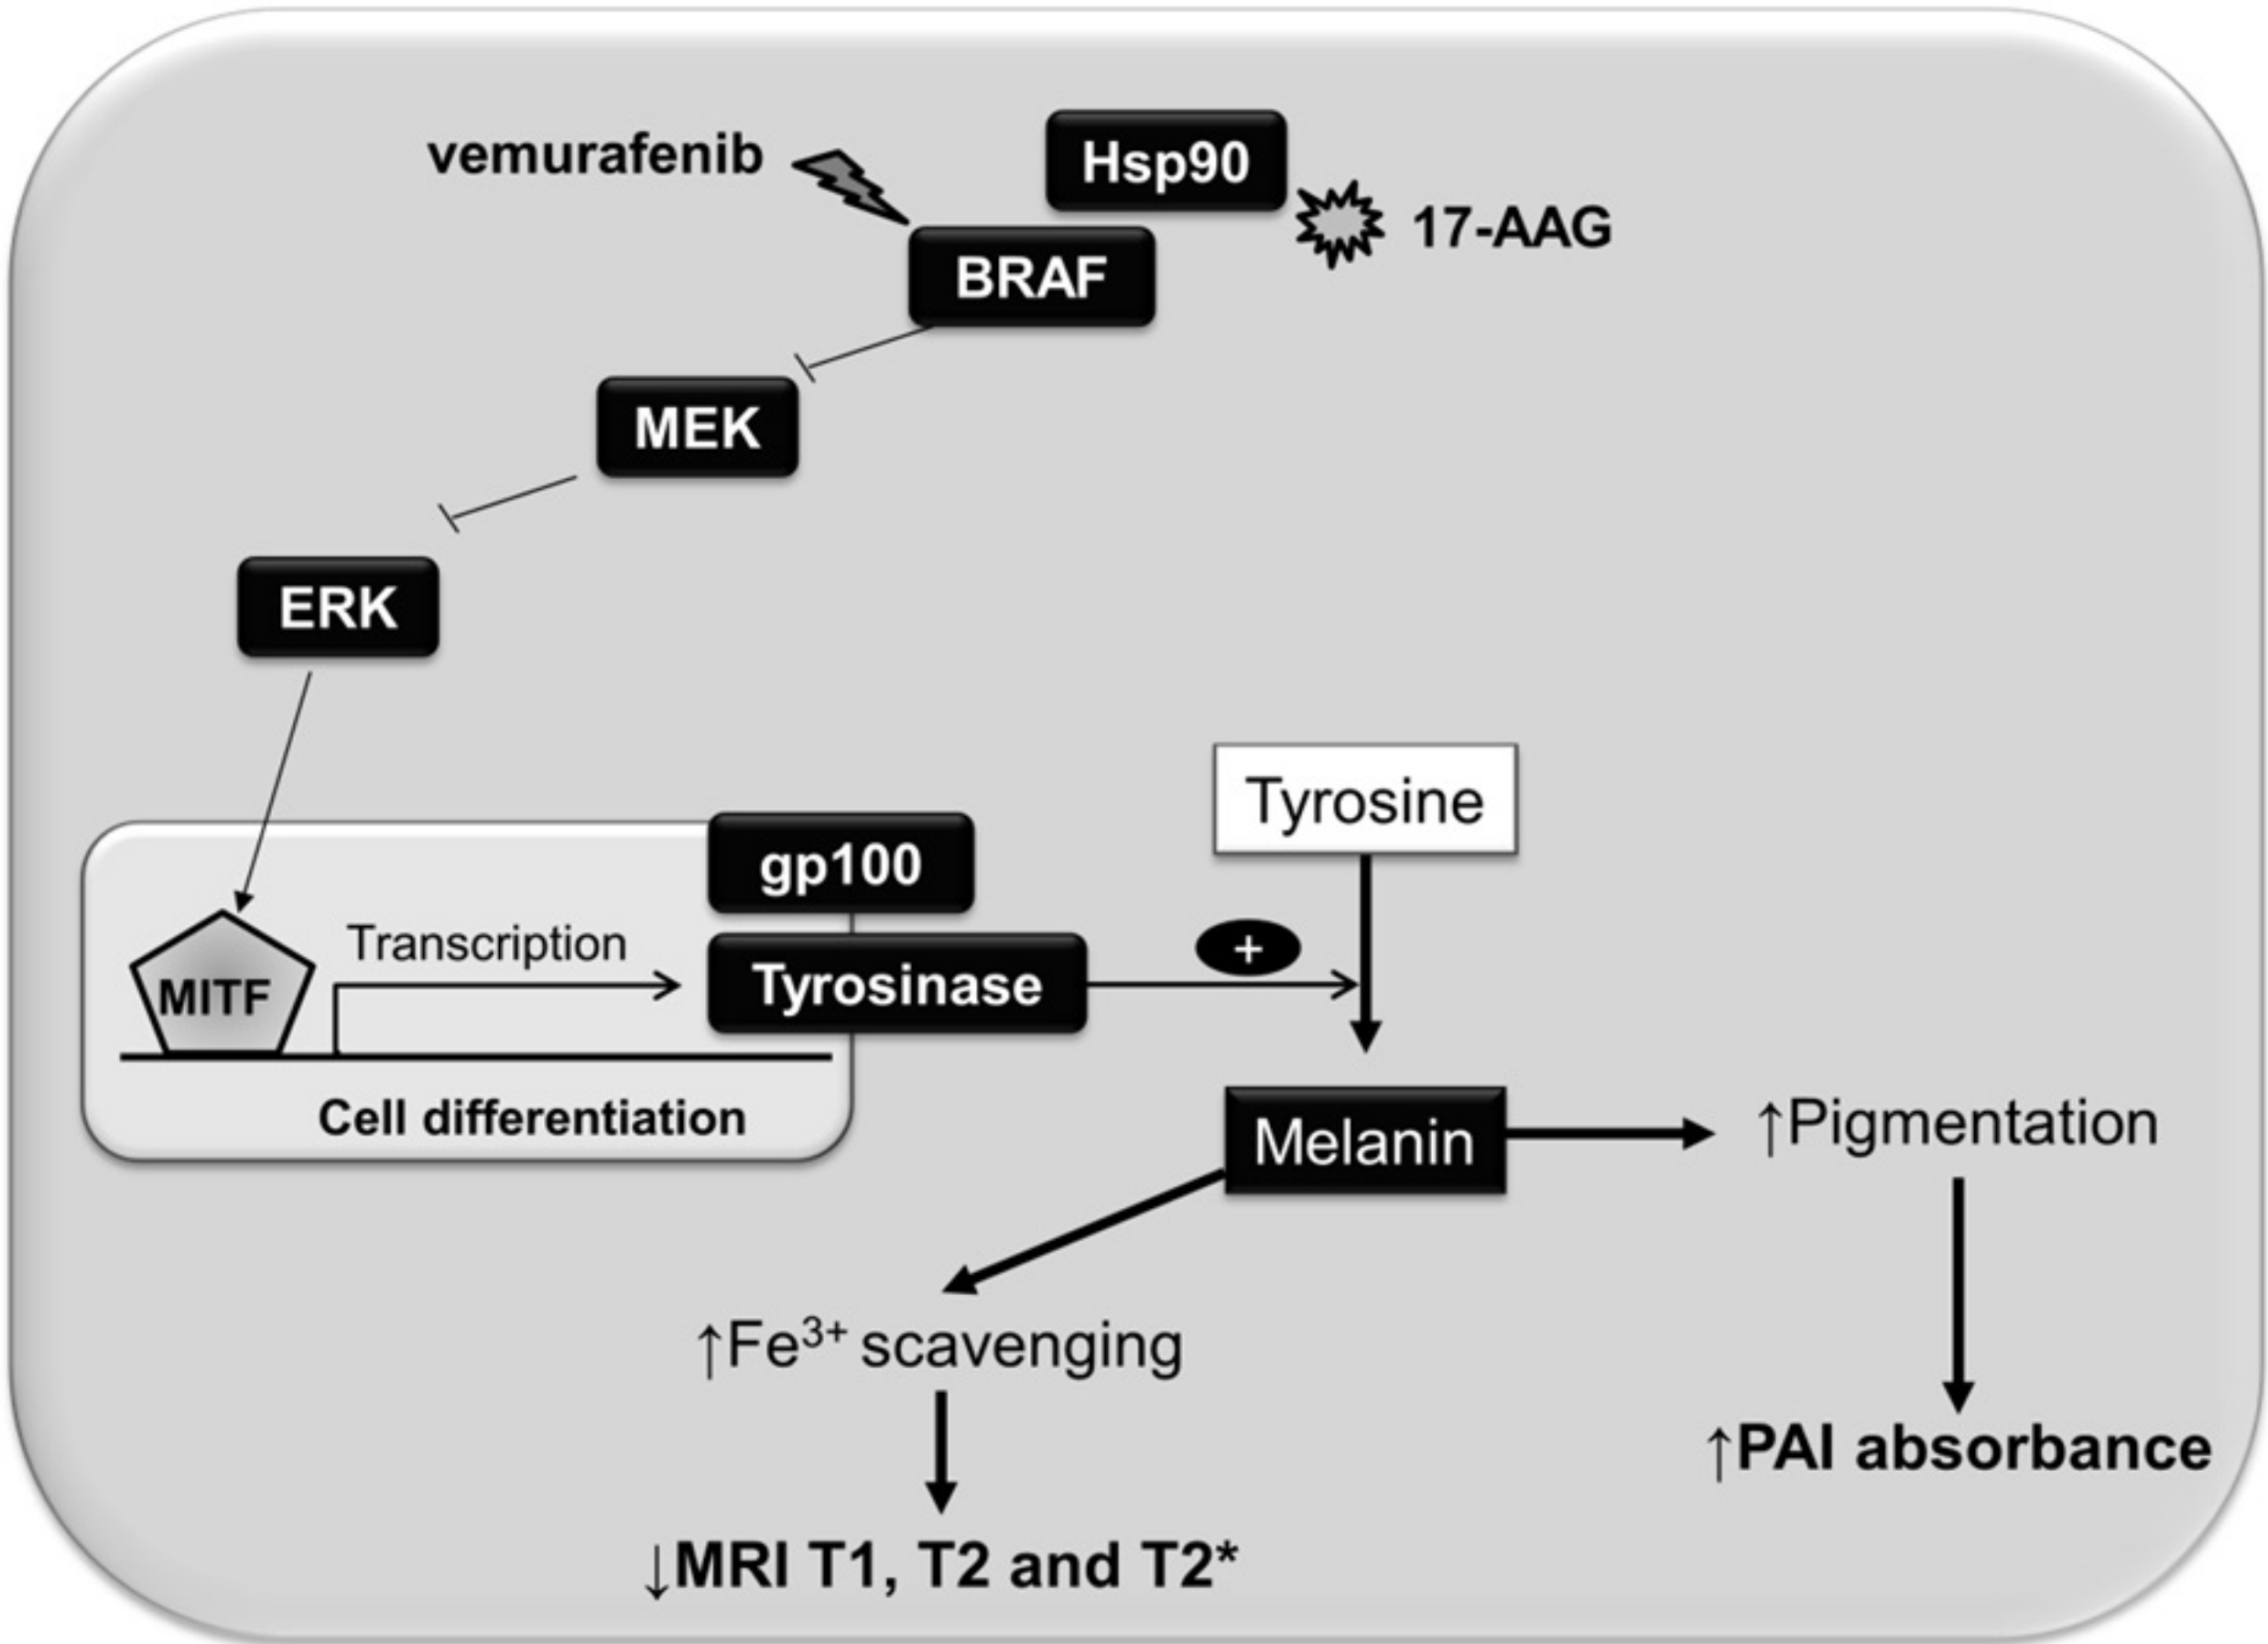 vemurafenib
Hsp90
17-AAG
BRAF
MEK
ERK
Tyrosine
gp100
Transcription
+
MITF
Tyrosinase
Cell differentiation
Melanin
↑Pigmentation
↑Fe³⁺ scavenging
↑PAI absorbance
↓MRI T1, T2 and T2*